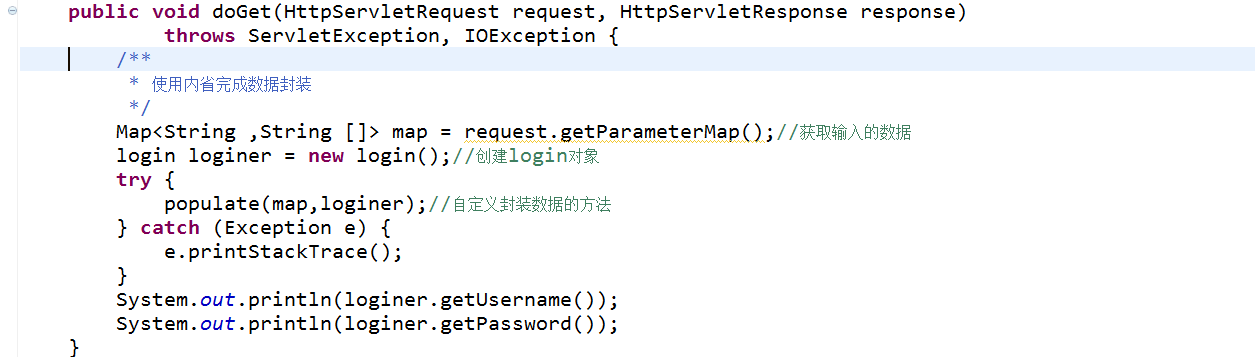 public void doGet(HttpServletRequest request, HttpServletResponse response)
throws ServletException, IOException {
/**
* 使用内省完成数据封装
*/
Map<String ,String []> map = request.getParameterMap();//获取输入的数据
login loginer = new login();//创建login对象
try {
populate(map,loginer);//自定义封装数据的方法
} catch (Exception e) {
e.printStackTrace();
}
System.out.println(loginer.getUsername());
System.out.println(loginer.getPassword());
}